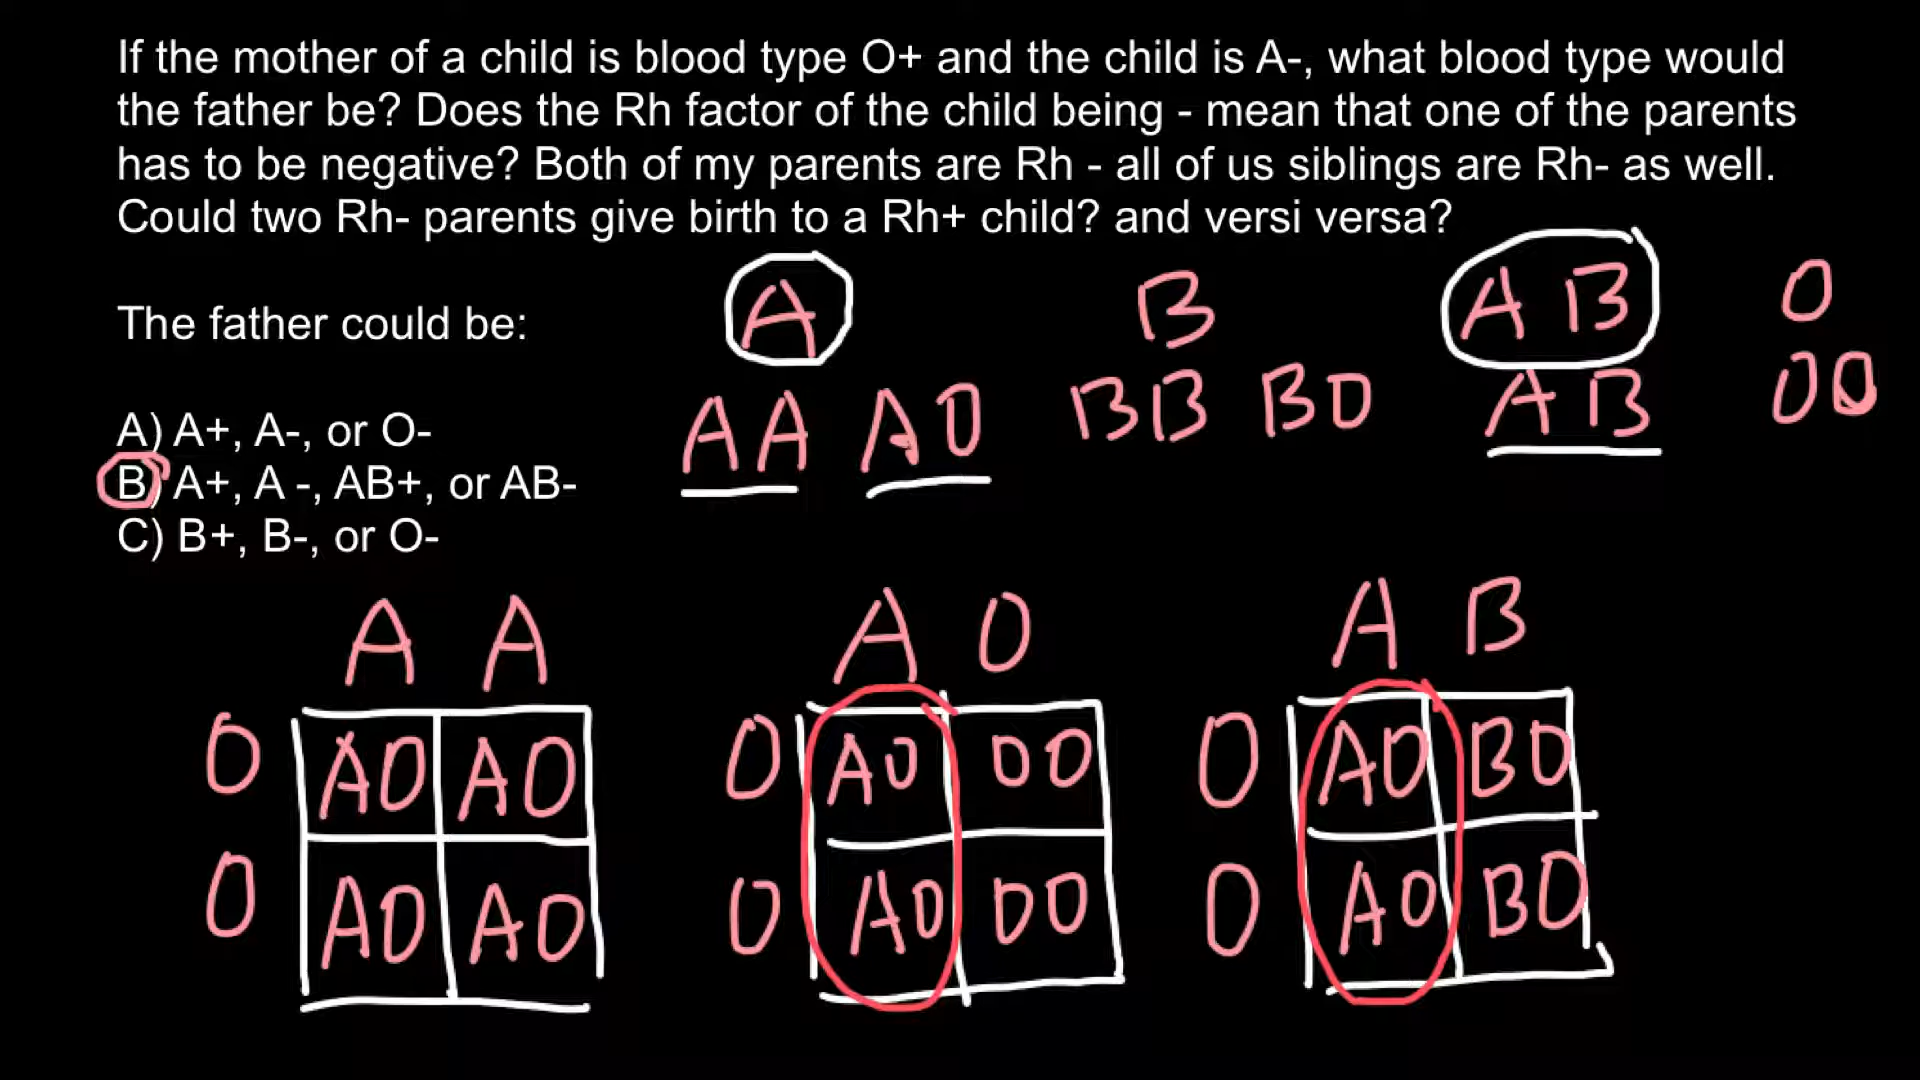 If the mother of a child is blood type O+ and the child is A-, what blood type would
the father be? Does the Rh factor of the child being - mean that one of the parents
has to be negative? Both of my parents are Rh - all of us siblings are Rh- as well.
Could two Rh- parents give birth to a Rh+ child? and versi versa?
A B A B O
The father could be:
AA AO BB BO AB OO
A) A+, A-, or O-
B) A+, A -, AB+, or AB-
C) B+, B-, or O-
A A A O A B
O AO AO O AO OO O AO BO
O AO AO O AO OO O AO BO